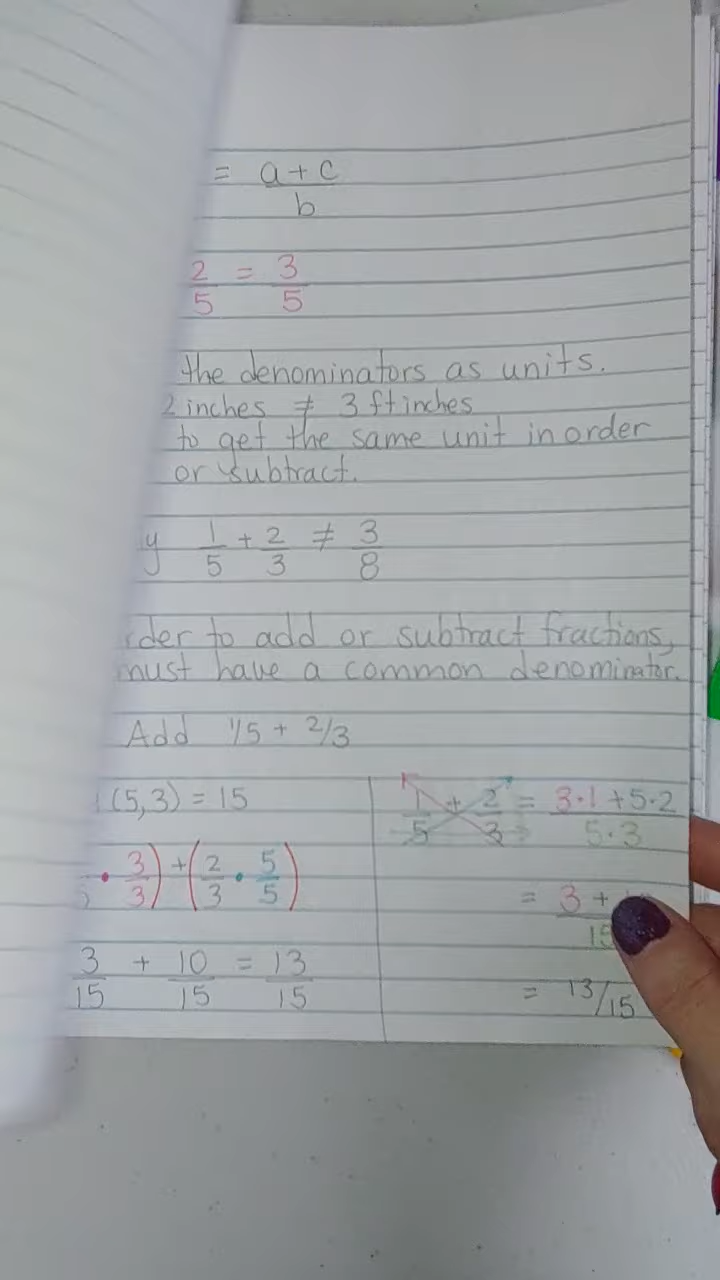 = a+c/b
2/5 = 3/5
the denominators as units.
2 inches ≠ 3 ftinches
to get the same unit in order
or subtract.
1/5 + 2/3 ≠ 3/8
to add or subtract fractions,
must have a common denominator.
Add 1/5 + 2/3
(5,3) = 15
· 3/3) + (2/3 · 5/5)
3/15 + 10/15 = 13/15
1/5 + 2/3 = 3·1+5·2/5·3
= 3 + /15
= 13/15